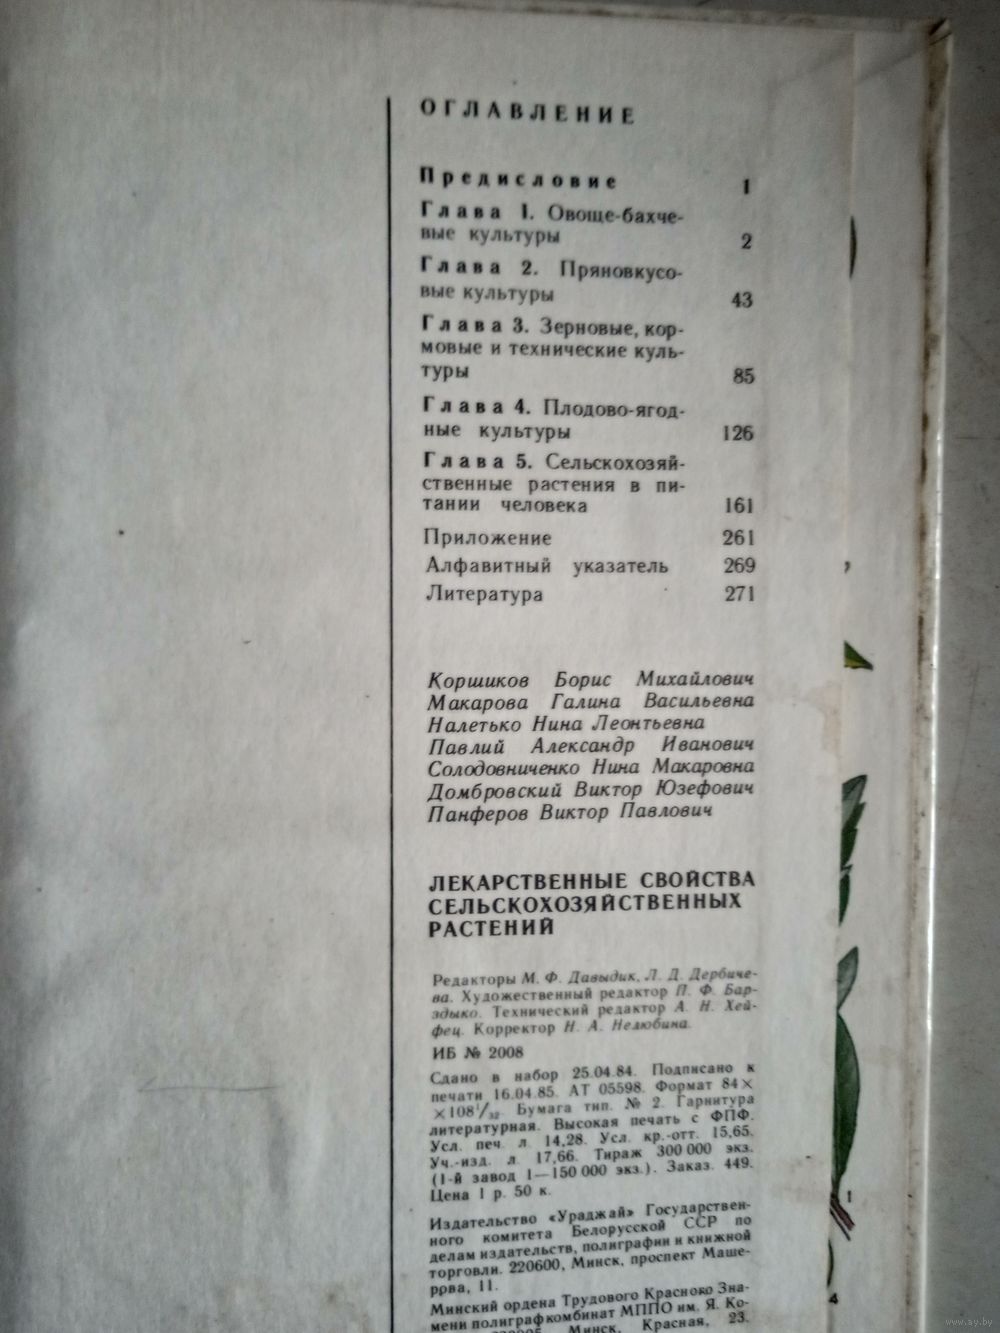 ОГЛАВЛЕНИЕ
Предисловие 1
Глава 1. Овоще-бахче-
вые культуры 2
Глава 2. Пряновкусо-
вые культуры 43
Глава 3. Зерновые, кор-
мовые и технические куль-
туры 85
Глава 4. Плодово-ягод-
ные культуры 126
Глава 5. Сельскохозяй-
ственные растения в пи-
тании человека 161
Приложение 261
Алфавитный указатель 269
Литература 271
Коршиков Борис Михайлович
Макарова Галина Васильевна
Налетько Нина Леонтьевна
Павлий Александр Иванович
Солодовниченко Нина Макаровна
Домбровский Виктор Юзефович
Панферов Виктор Павлович
ЛЕКАРСТВЕННЫЕ СВОЙСТВА
СЕЛЬСКОХОЗЯЙСТВЕННЫХ
РАСТЕНИЙ
Редакторы М. Ф. Давыдик, Л. Д. Дербиче-
ва. Художественный редактор П. Ф. Бар-
здыко. Технический редактор А. Н. Хей-
фец. Корректор Н. А. Нелюбина.
ИБ № 2008
Сдано в набор 25.04.84. Подписано к
печати 16.04.85. АТ 05598. Формат 84×
×108¹/₃₂. Бумага тип. № 2. Гарнитура
литературная. Высокая печать с ФПФ.
Усл. печ. л 14,28. Усл. кр.-отт. 15,65.
Уч.-изд. л 17,66. Тираж 300 000 экз.
(1-й завод 1—150 000 экз.). Заказ. 449.
Цена 1 р. 50 к.
Издательство «Ураджай» Государствен-
ного комитета Белорусской ССР по
делам издательств, полиграфии и книжной
торговли. 220600, Минск, проспект Маше-
рова, 11.
Минский ордена Трудового Красного Зна-
мени полиграфкомбинат МППО им. Я. Ко-
Минск, Красная, 23.
1
4
www.ay.by